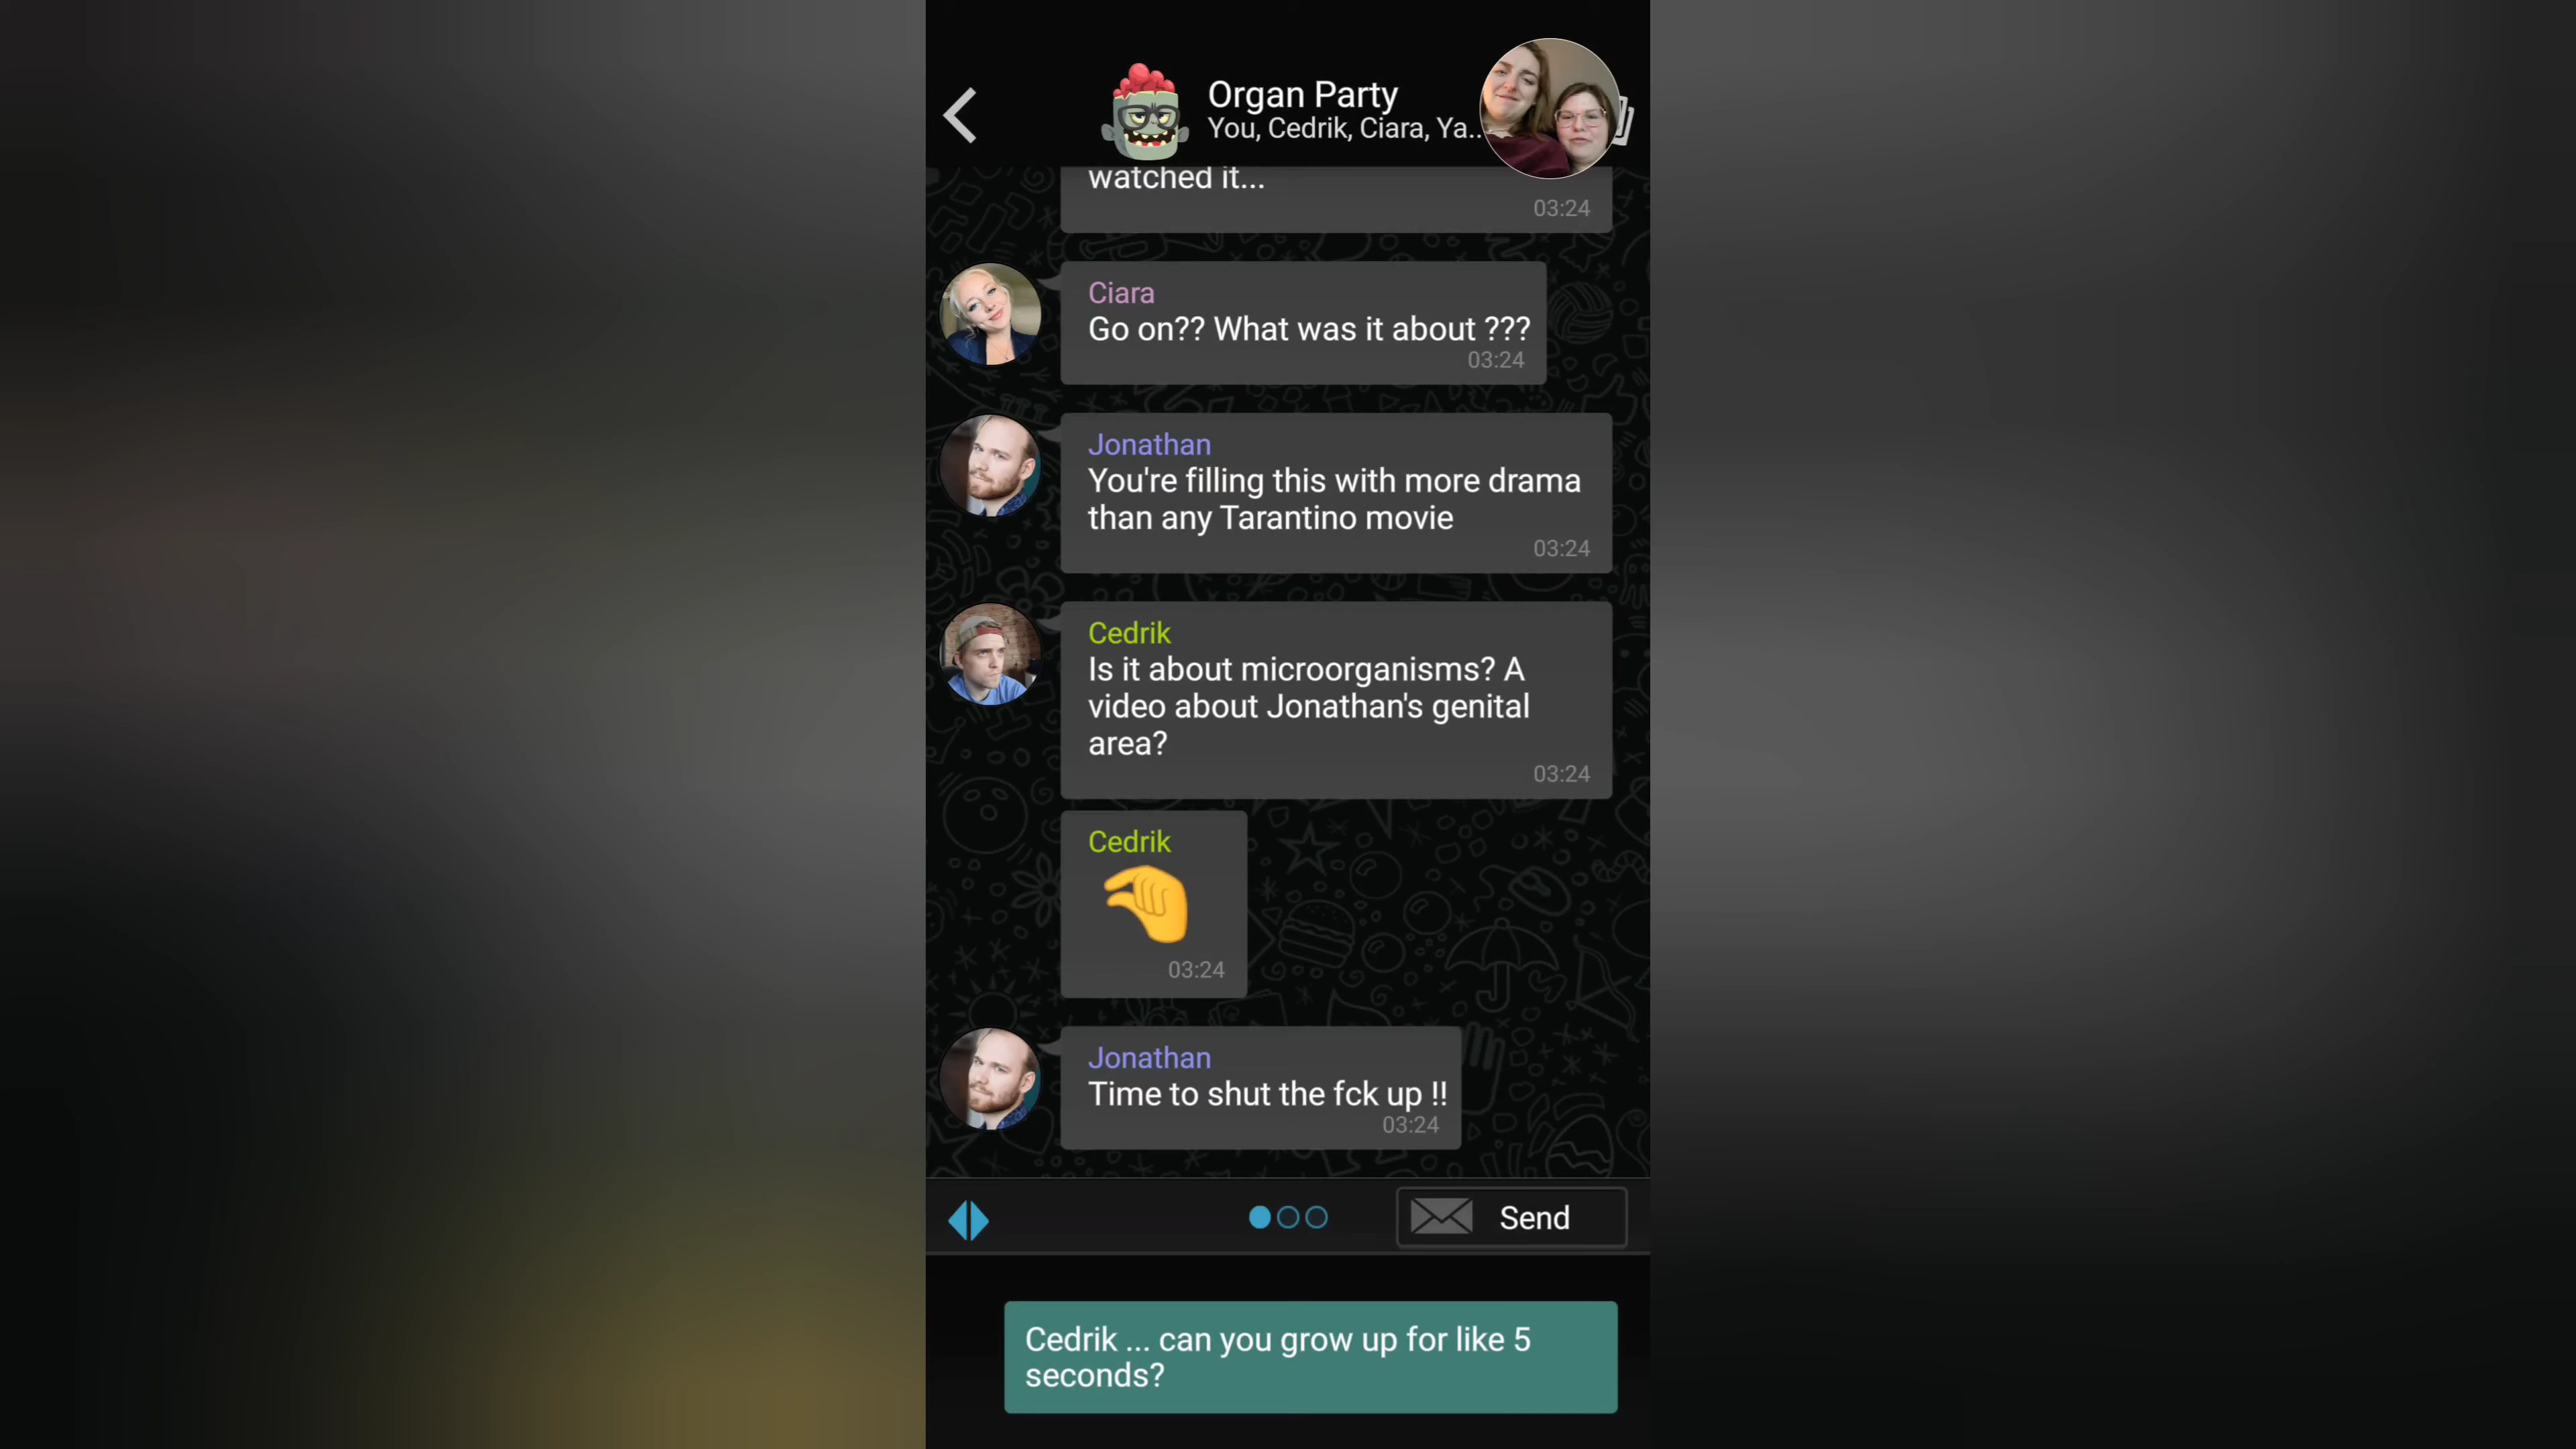 Organ Party
You, Cedrik, Ciara, Ya..
watched it...
03:24
Ciara
Go on?? What was it about ???
03:24
Jonathan
You're filling this with more drama
than any Tarantino movie
03:24
Cedrik
Is it about microorganisms? A
video about Jonathan's genital
area?
03:24
Cedrik
03:24
Jonathan
Time to shut the fck up !!
03:24
Send
Cedrik ... can you grow up for like 5
seconds?